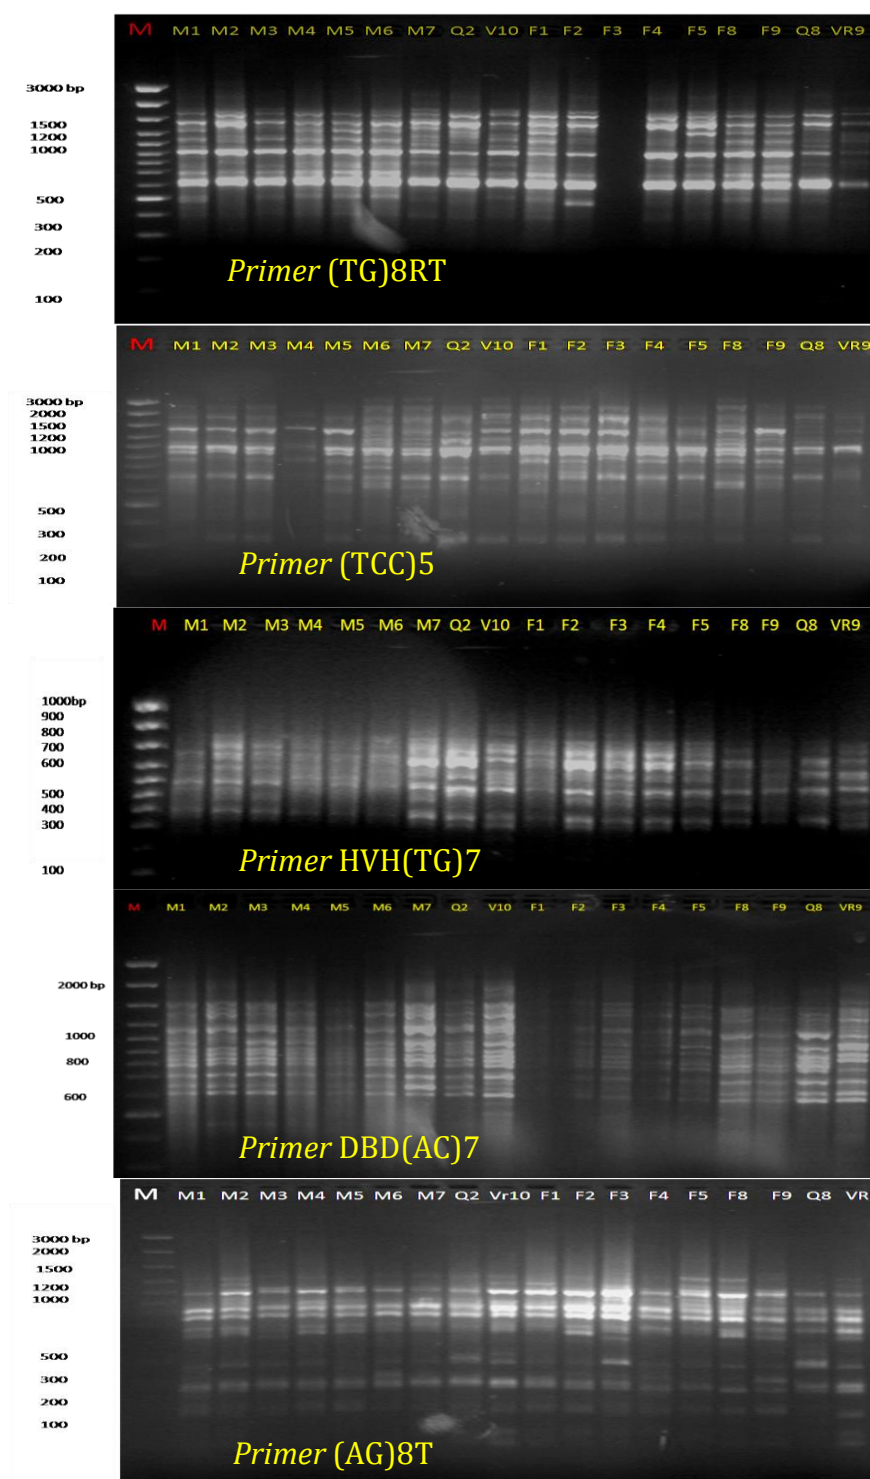 M M1 M2 M3 M4 M5 M6 M7 Q2 V10 F1 F2 F3 F4 F5 F8 F9 Q8 VR9
3000 bp
1500
1200
1000
500
300
200
100
Primer (TG)8RT
M M1 M2 M3 M4 M5 M6 M7 Q2 V10 F1 F2 F3 F4 F5 F8 F9 Q8 VR9
3000 bp
2000
1500
1200
1000
500
300
200
100
Primer (TCC)5
M M1 M2 M3 M4 M5 M6 M7 Q2 V10 F1 F2 F3 F4 F5 F8 F9 Q8 VR9
1000bp
900
800
700
600
500
400
300
100
Primer HVH(TG)7
M M1 M2 M3 M4 M5 M6 M7 Q2 V10 F1 F2 F3 F4 F5 F8 F9 Q8 VR9
2000 bp
1000
800
600
Primer DBD(AC)7
M M1 M2 M3 M4 M5 M6 M7 Q2 Vr10 F1 F2 F3 F4 F5 F8 F9 Q8 VR
3000 bp
2000
1500
1200
1000
500
300
200
100
Primer (AG)8T